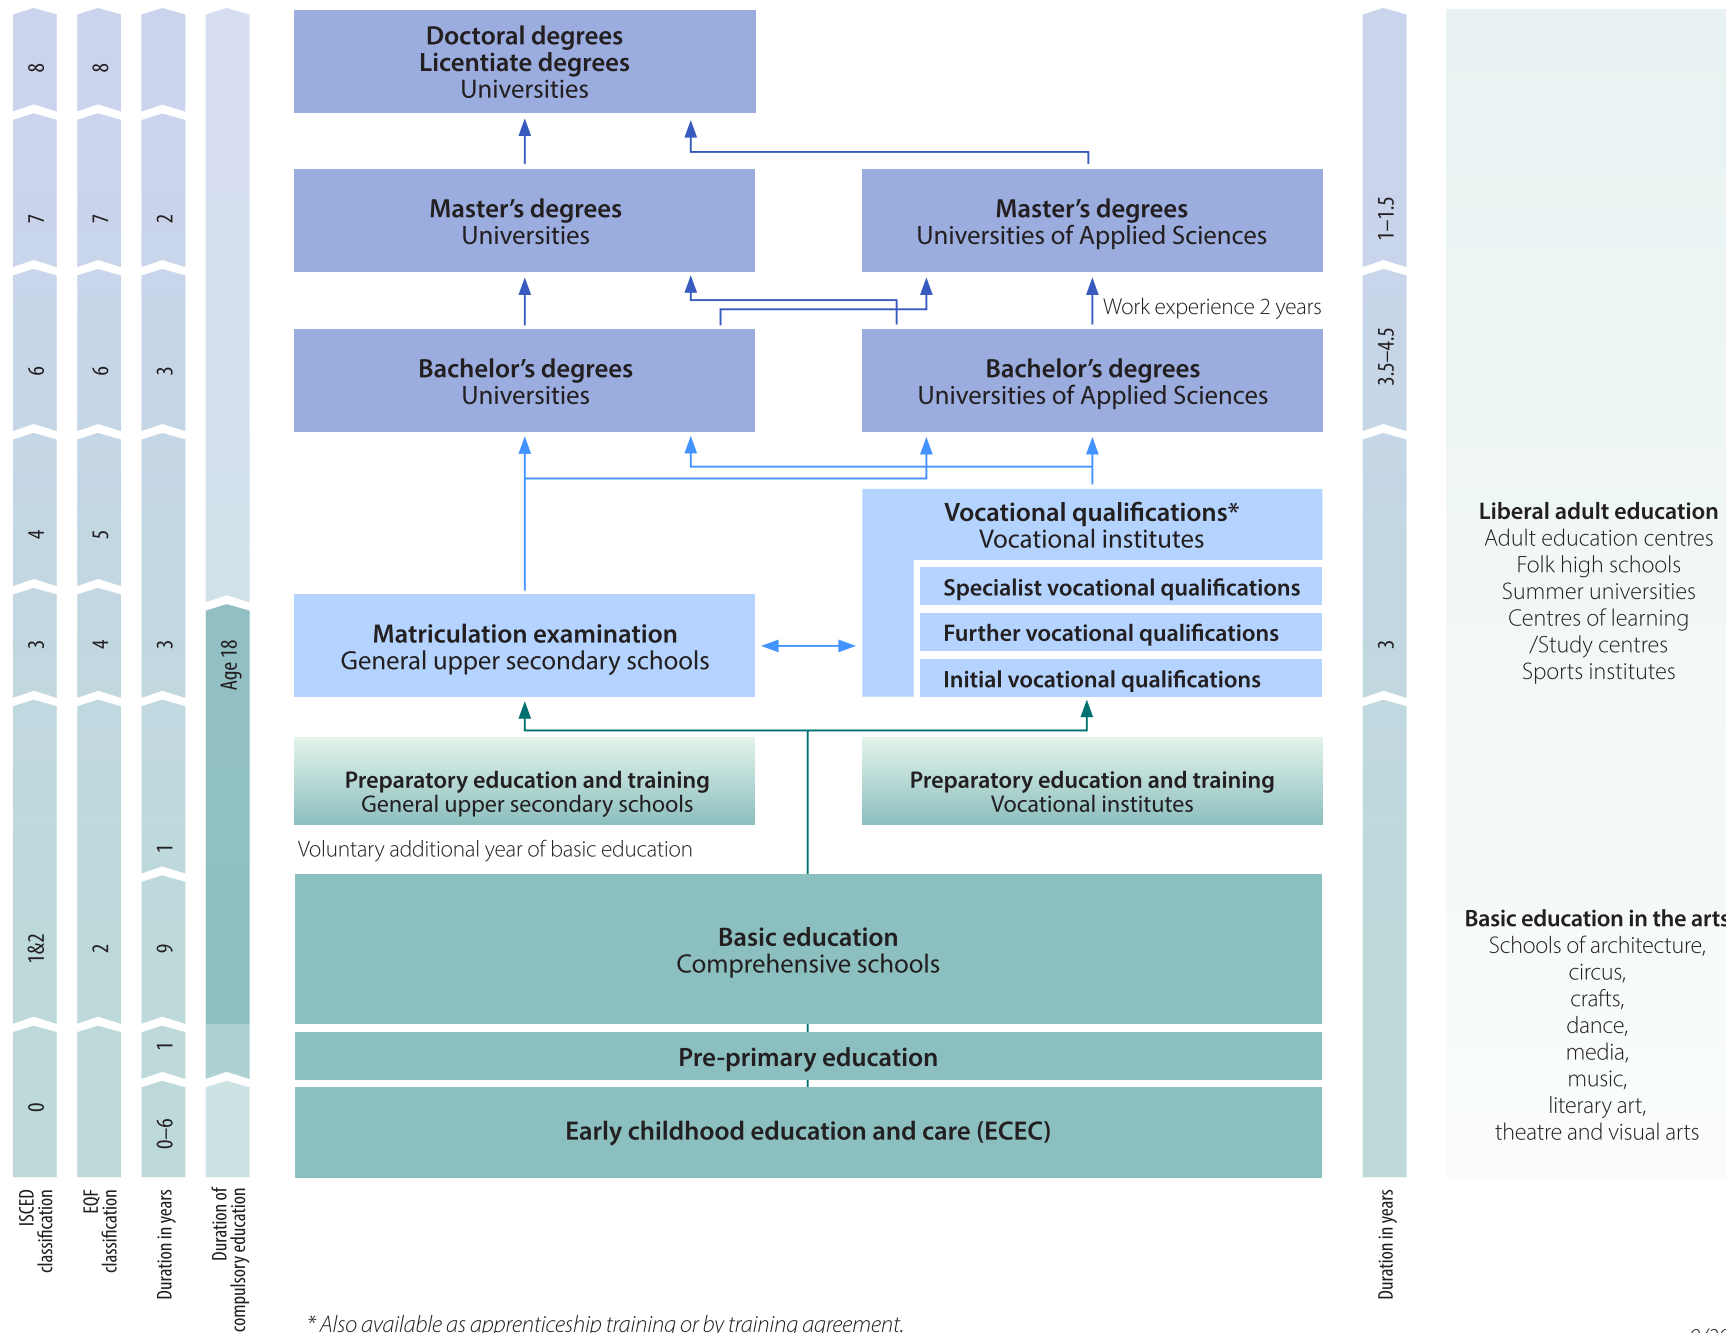 8
7
6
4
3
1&2
0
ISCED
classification
8
7
6
5
4
2
EQF
classification
2
3
3
1
9
1
0–6
Duration in years
Age 18
Duration of
compulsory education
Doctoral degrees
Licentiate degrees
Universities
Master’s degrees
Universities
Master’s degrees
Universities of Applied Sciences
Work experience 2 years
Bachelor’s degrees
Universities
Bachelor’s degrees
Universities of Applied Sciences
Vocational qualifications*
Vocational institutes
Specialist vocational qualifications
Further vocational qualifications
Initial vocational qualifications
Matriculation examination
General upper secondary schools
Preparatory education and training
General upper secondary schools
Preparatory education and training
Vocational institutes
Voluntary additional year of basic education
Basic education
Comprehensive schools
Pre-primary education
Early childhood education and care (ECEC)
1–1.5
3.5–4.5
3
Duration in years
Liberal adult education
Adult education centres
Folk high schools
Summer universities
Centres of learning
/Study centres
Sports institutes
Basic education in the arts
Schools of architecture,
circus,
crafts,
dance,
media,
music,
literary art,
theatre and visual arts
* Also available as apprenticeship training or by training agreement.